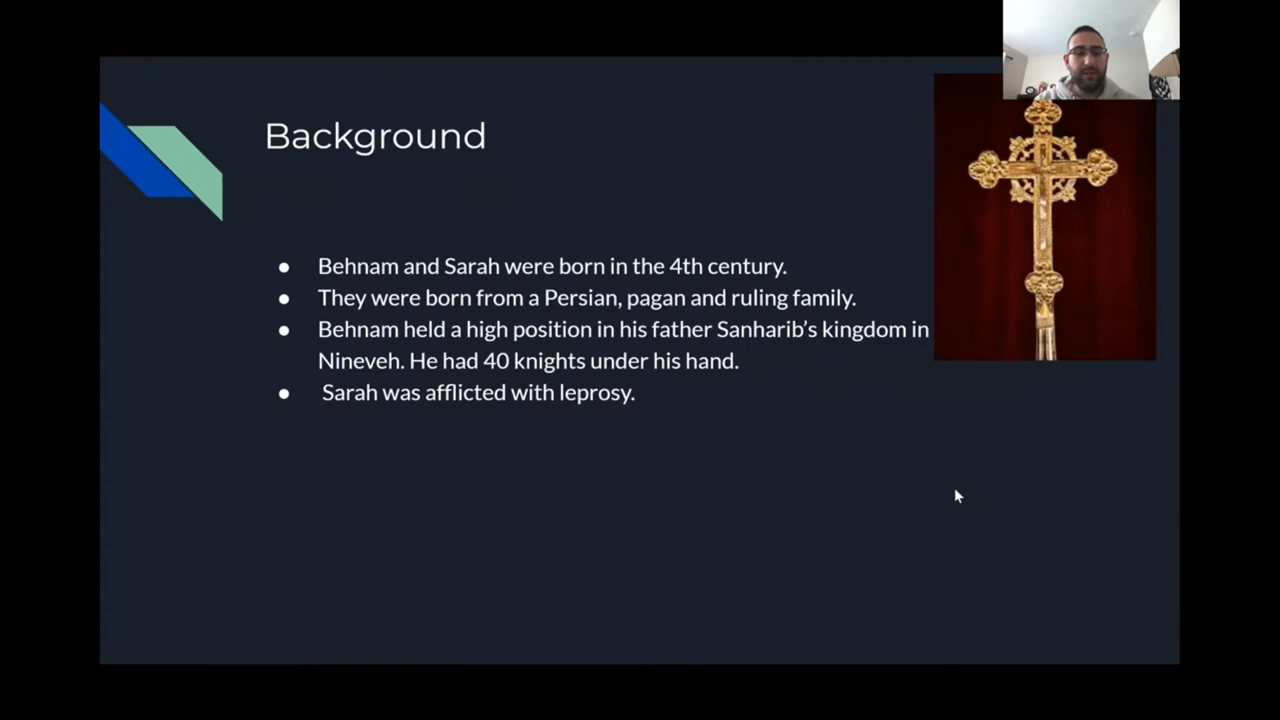 Background
● Behnam and Sarah were born in the 4th century.
● They were born from a Persian, pagan and ruling family.
● Behnam held a high position in his father Sanharib's kingdom in
Nineveh. He had 40 knights under his hand.
● Sarah was afflicted with leprosy.